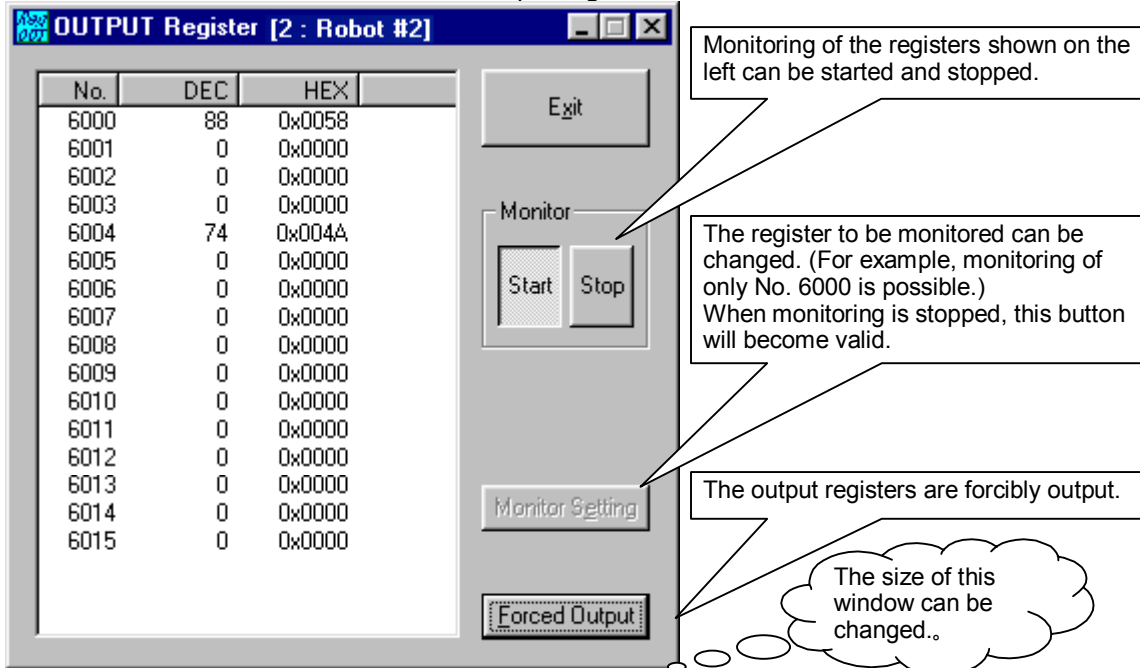 OUTPUT Register [2 : Robot #2]
No. DEC HEX
6000 88 0x0058
6001 0 0x0000
6002 0 0x0000
6003 0 0x0000
6004 74 0x004A
6005 0 0x0000
6006 0 0x0000
6007 0 0x0000
6008 0 0x0000
6009 0 0x0000
6010 0 0x0000
6011 0 0x0000
6012 0 0x0000
6013 0 0x0000
6014 0 0x0000
6015 0 0x0000
Exit
Monitor
Start Stop
Monitor Setting
Forced Output
Monitoring of the registers shown on the
left can be started and stopped.
The register to be monitored can be
changed. (For example, monitoring of
only No. 6000 is possible.)
When monitoring is stopped, this button
will become valid.
The output registers are forcibly output.
The size of this
window can be
changed.。